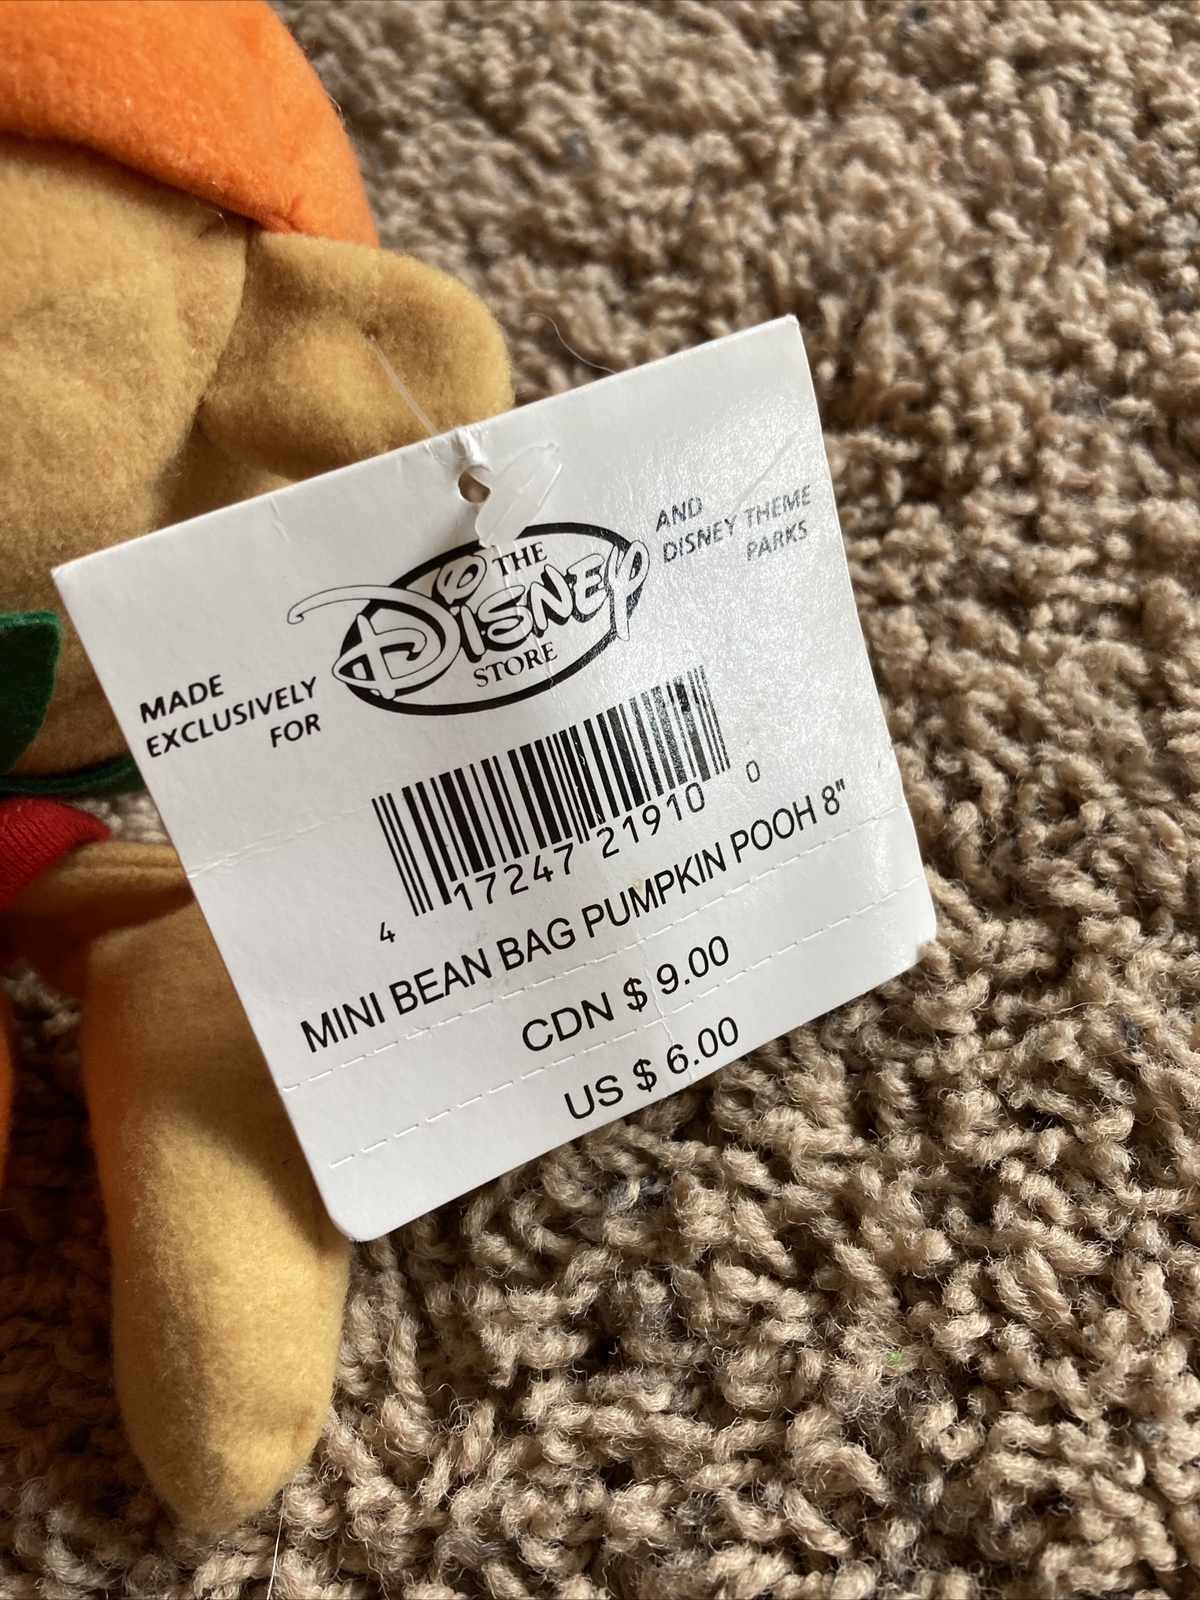 THE
DISNEY
STORE
AND
DISNEY THEME
PARKS
MADE
EXCLUSIVELY
FOR
4 17247 21910 0
MINI BEAN BAG PUMPKIN POOH 8"
CDN $ 9.00
US $ 6.00